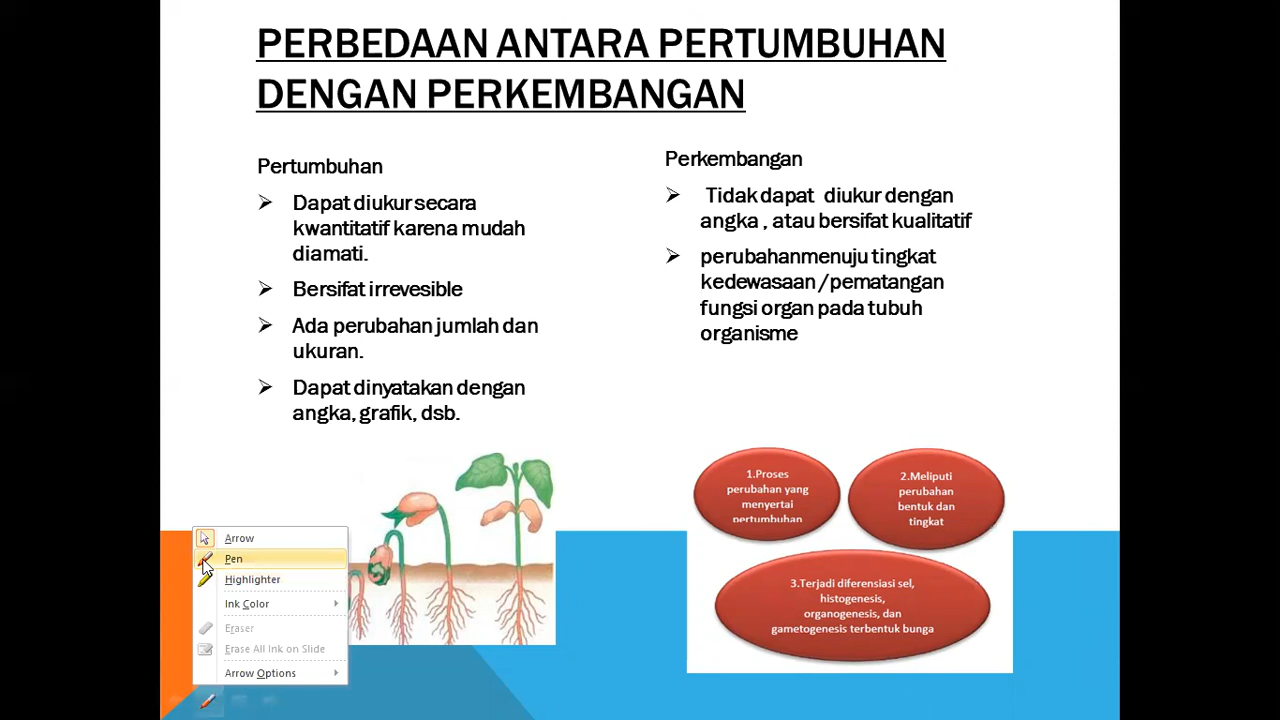 PERBEDAAN ANTARA PERTUMBUHAN
DENGAN PERKEMBANGAN
Pertumbuhan
Dapat diukur secara
kwantitatif karena mudah
diamati.
Bersifat irrevesible
Ada perubahan jumlah dan
ukuran.
Dapat dinyatakan dengan
angka, grafik, dsb.
Perkembangan
Tidak dapat diukur dengan
angka , atau bersifat kualitatif
perubahanmenuju tingkat
kedewasaan /pematangan
fungsi organ pada tubuh
organisme
1.Proses
perubahan yang
menyertai
pertumbuhan
2.Meliputi
perubahan
bentuk dan
tingkat
3.Terjadi diferensiasi sel,
histogenesis,
organogenesis, dan
gametogenesis terbentuk bunga
Arrow
Pen
Highlighter
Ink Color
Eraser
Erase All Ink on Slide
Arrow Options